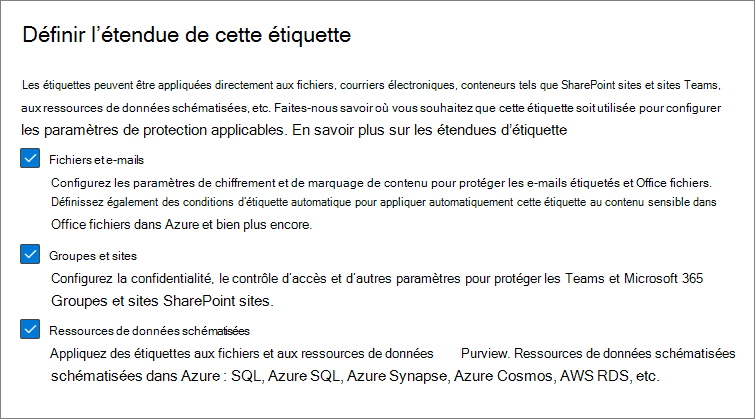 Définir l’étendue de cette étiquette
Les étiquettes peuvent être appliquées directement aux fichiers, courriers électroniques, conteneurs tels que SharePoint sites et sites Teams,
aux ressources de données schématisées, etc. Faites-nous savoir où vous souhaitez que cette étiquette soit utilisée pour configurer
les paramètres de protection applicables. En savoir plus sur les étendues d’étiquette
Fichiers et e-mails
Configurez les paramètres de chiffrement et de marquage de contenu pour protéger les e-mails étiquetés et Office fichiers.
Définissez également des conditions d’étiquette automatique pour appliquer automatiquement cette étiquette au contenu sensible dans
Office fichiers dans Azure et bien plus encore.
Groupes et sites
Configurez la confidentialité, le contrôle d’accès et d’autres paramètres pour protéger les Teams et Microsoft 365
Groupes et sites SharePoint sites.
Ressources de données schématisées
Appliquez des étiquettes aux fichiers et aux ressources de données Purview. Ressources de données schématisées
schématisées dans Azure : SQL, Azure SQL, Azure Synapse, Azure Cosmos, AWS RDS, etc.